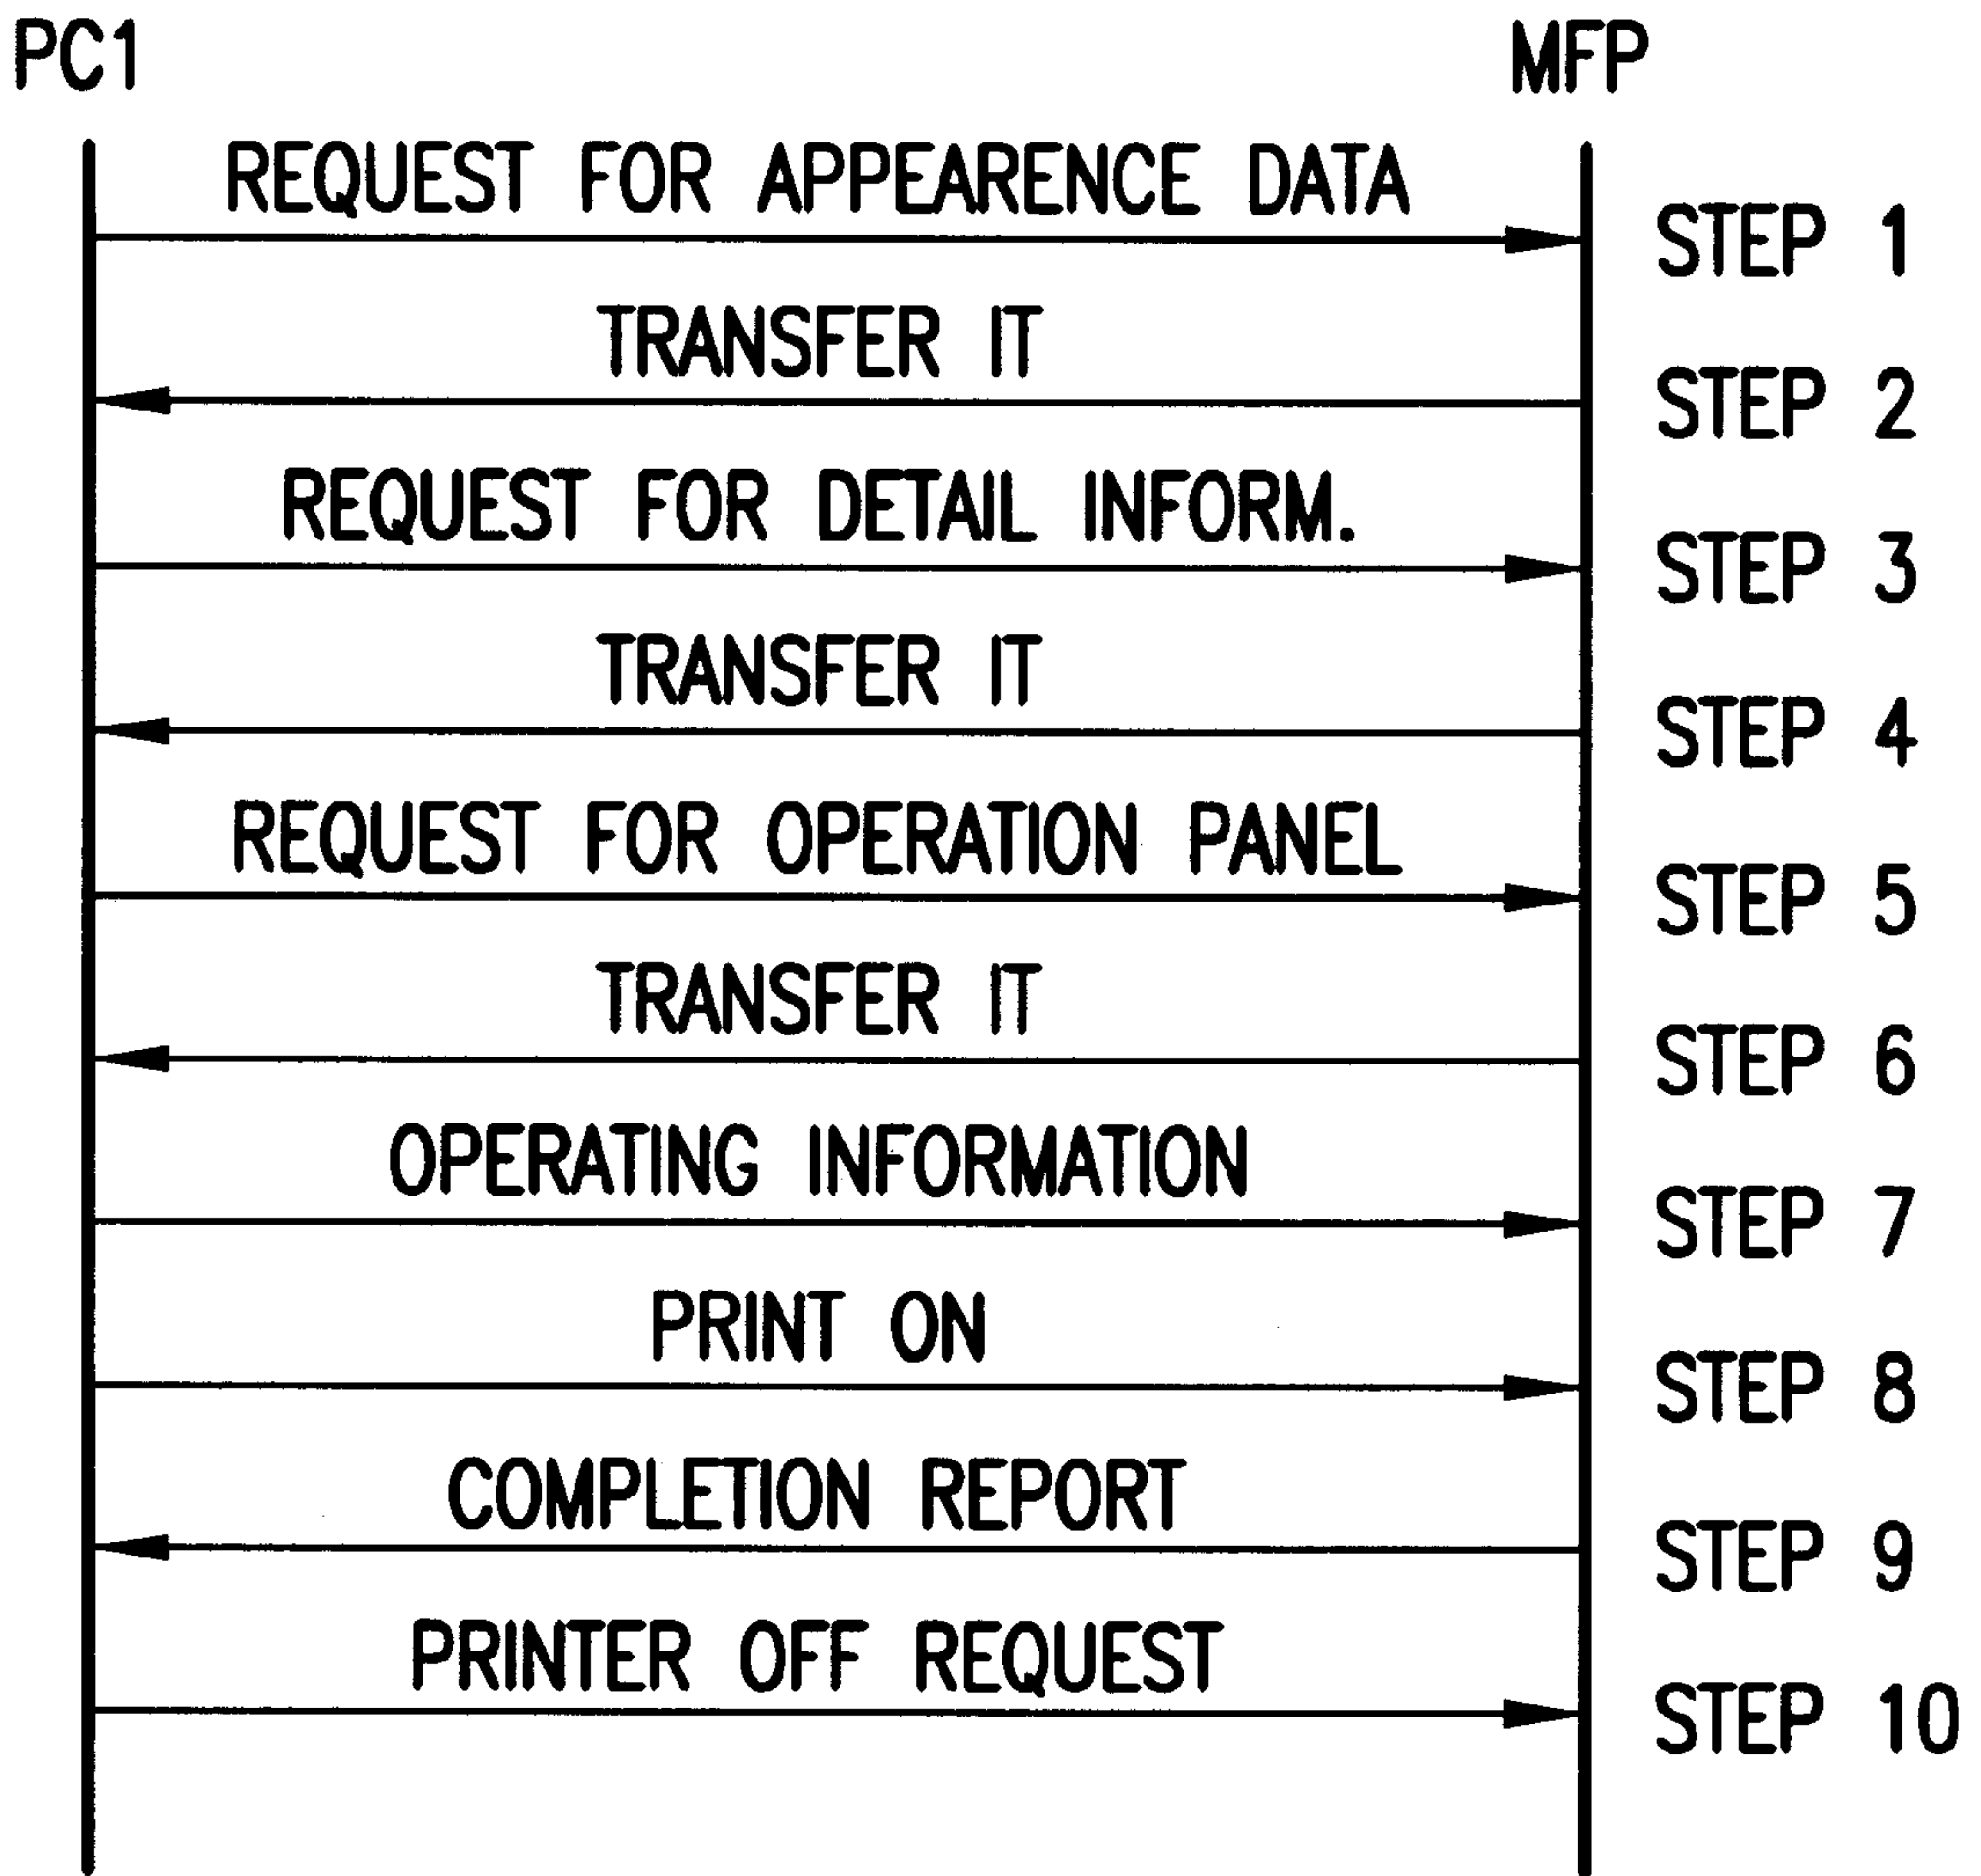 PC1 MFP
REQUEST FOR APPEARENCE DATA
STEP 1
TRANSFER IT
STEP 2
REQUEST FOR DETAIL INFORM.
STEP 3
TRANSFER IT
STEP 4
REQUEST FOR OPERATION PANEL
STEP 5
TRANSFER IT
STEP 6
OPERATING INFORMATION
STEP 7
PRINT ON
STEP 8
COMPLETION REPORT
STEP 9
PRINTER OFF REQUEST
STEP 10